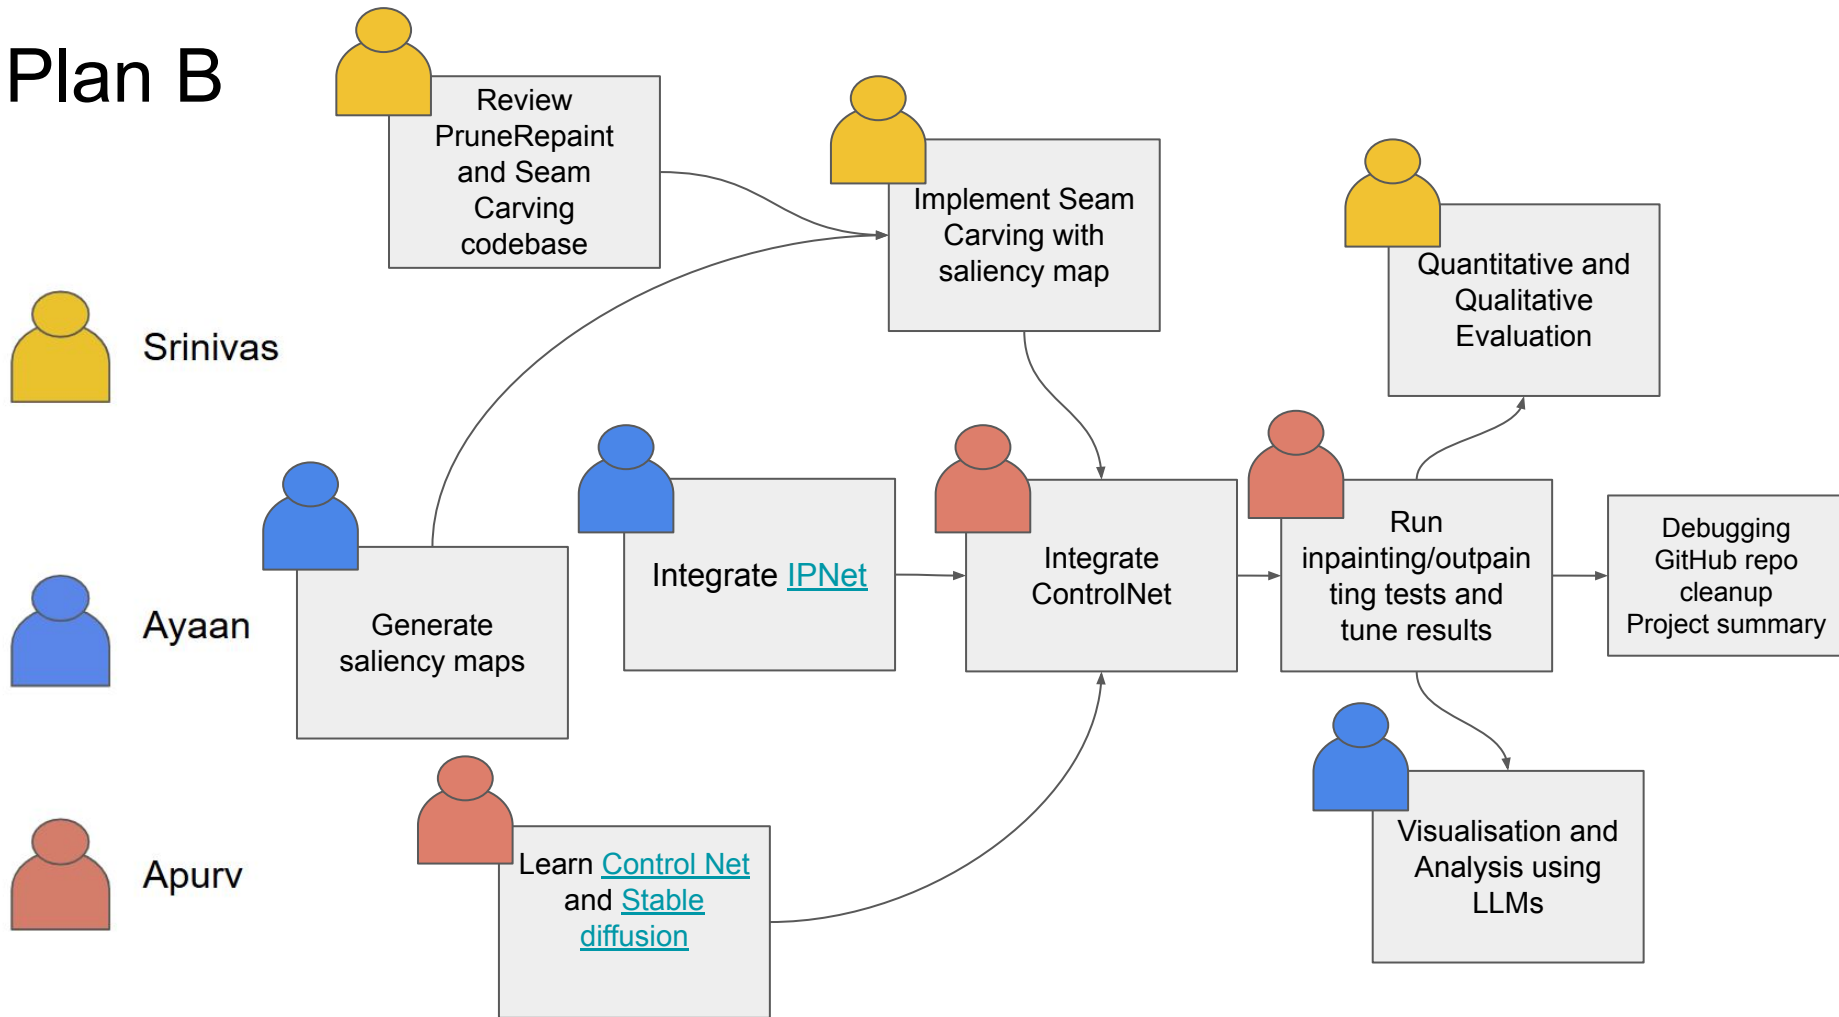 Plan B
Review
PruneRepaint
and Seam
Carving
codebase
Implement Seam
Carving with
saliency map
Quantitative and
Qualitative
Evaluation
Srinivas
Ayaan
Apurv
Generate
saliency maps
Integrate IPNet
Integrate
ControlNet
Run
inpainting/outpain
ting tests and
tune results
Debugging
GitHub repo
cleanup
Project summary
Learn Control Net
and Stable
diffusion
Visualisation and
Analysis using
LLMs